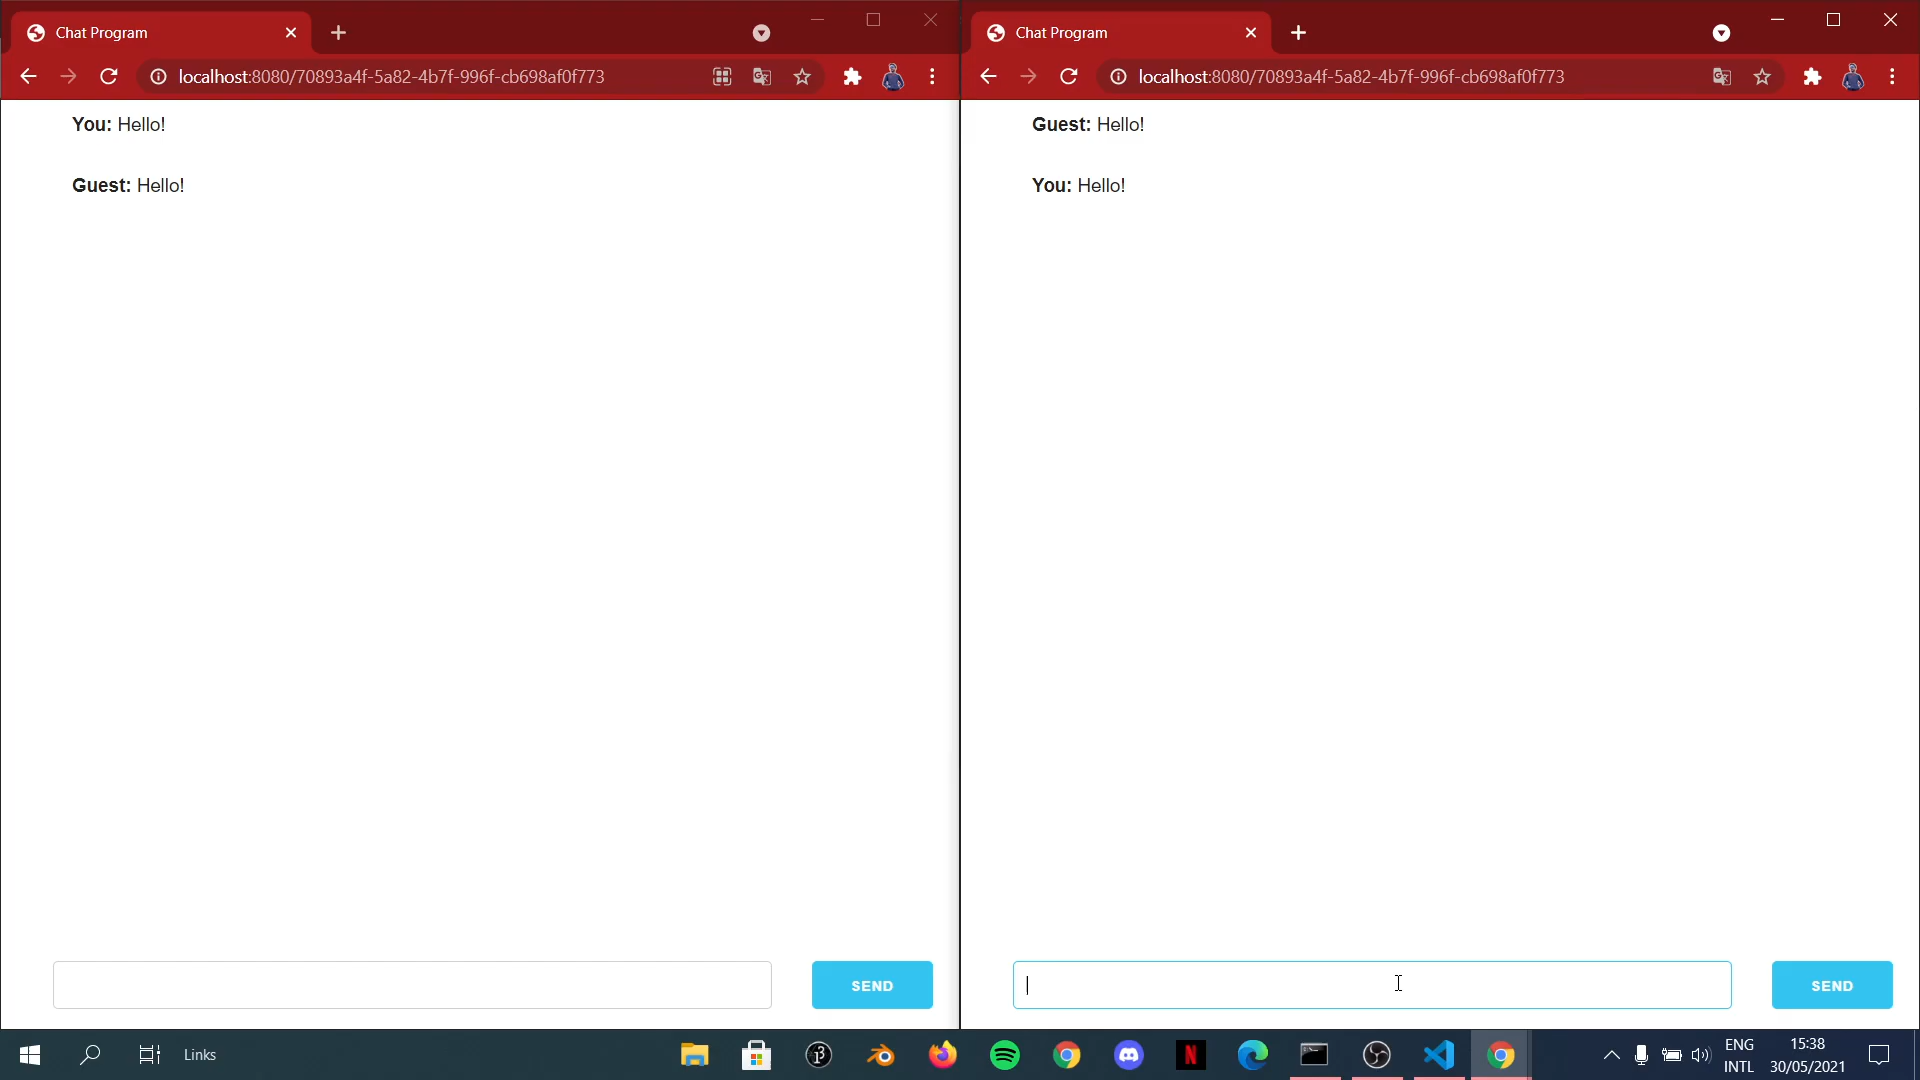 Chat Program
localhost:8080/70893a4f-5a82-4b7f-996f-cb698af0f773
You: Hello!
Guest: Hello!
SEND
Chat Program
localhost:8080/70893a4f-5a82-4b7f-996f-cb698af0f773
Guest: Hello!
You: Hello!
SEND
Links
ENG
INTL
15:38
30/05/2021